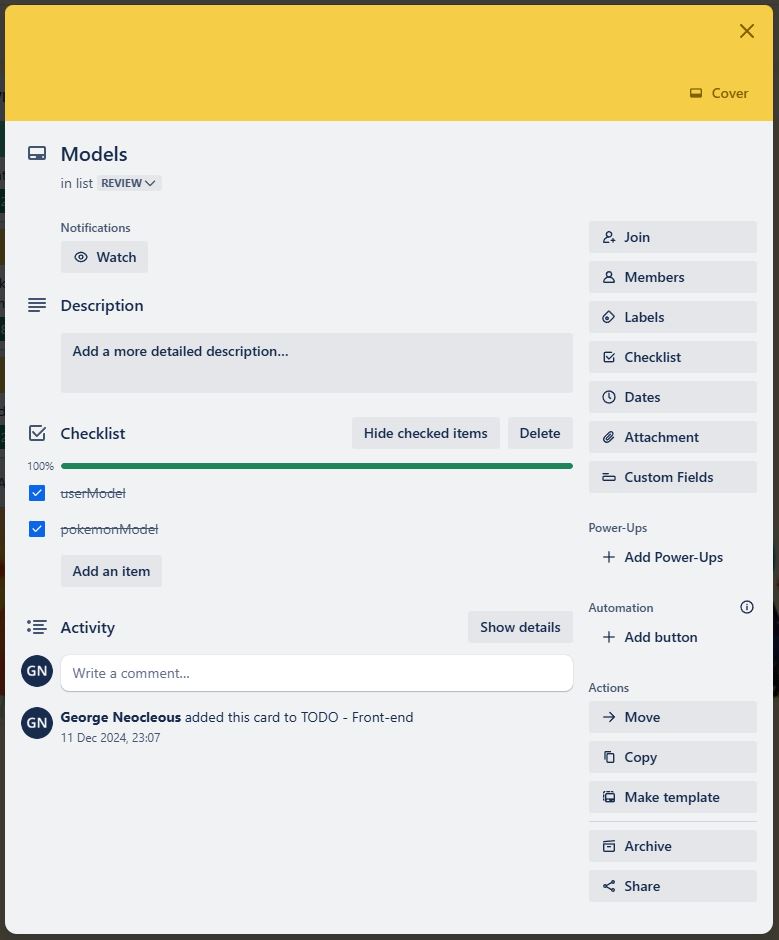 Cover
Models
in list REVIEW
Notifications
Watch
Description
Add a more detailed description...
Checklist
Hide checked items
Delete
100%
userModel
pokemonModel
Add an item
Activity
Show details
GN
Write a comment...
GN
George Neocleous added this card to TODO - Front-end
11 Dec 2024, 23:07
Join
Members
Labels
Checklist
Dates
Attachment
Custom Fields
Power-Ups
Add Power-Ups
Automation
Add button
Actions
Move
Copy
Make template
Archive
Share